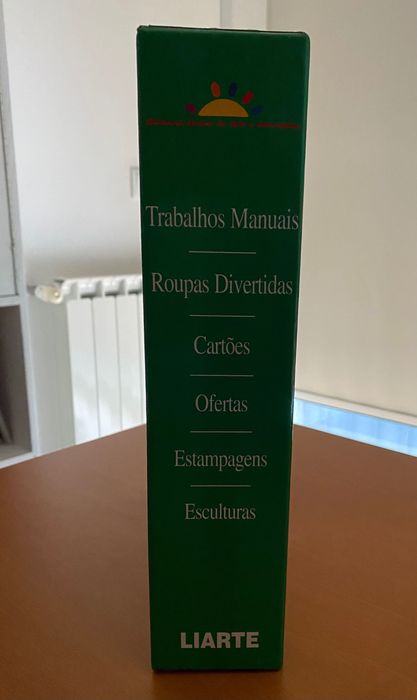 Trabalhos Manuais
Roupas Divertidas
Cartões
Ofertas
Estampagens
Esculturas
LIARTE